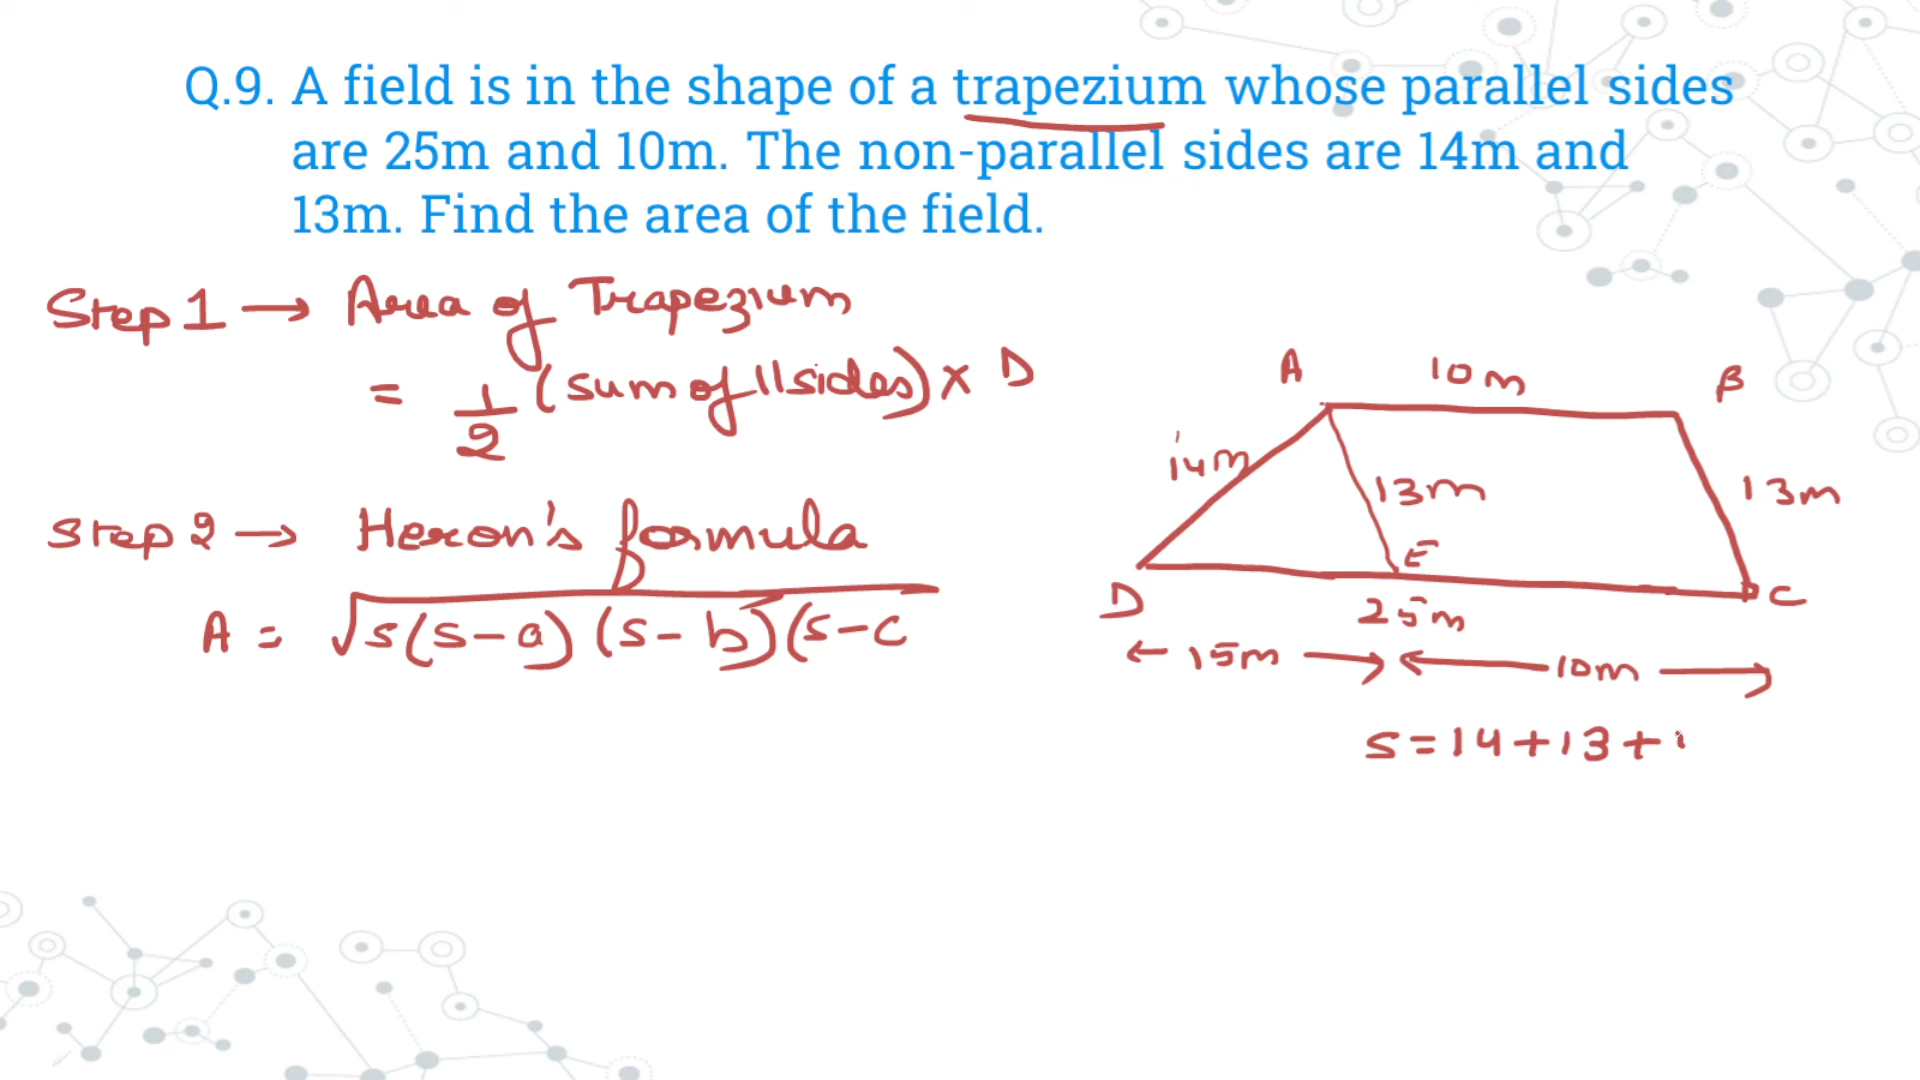 Q.9. A field is in the shape of a trapezium whose parallel sides
are 25m and 10m. The non-parallel sides are 14m and
13m. Find the area of the field.
Step 1 → Area of Trapezium
= 1/2 (sum of 11 sides) × D
Step 2 → Heron's formula
A = √s(s-a)(s-b)(s-c
A 10m B
14m 13m 13m
D E C
25m
← 15m → ← 10m →
S = 14 + 13 +